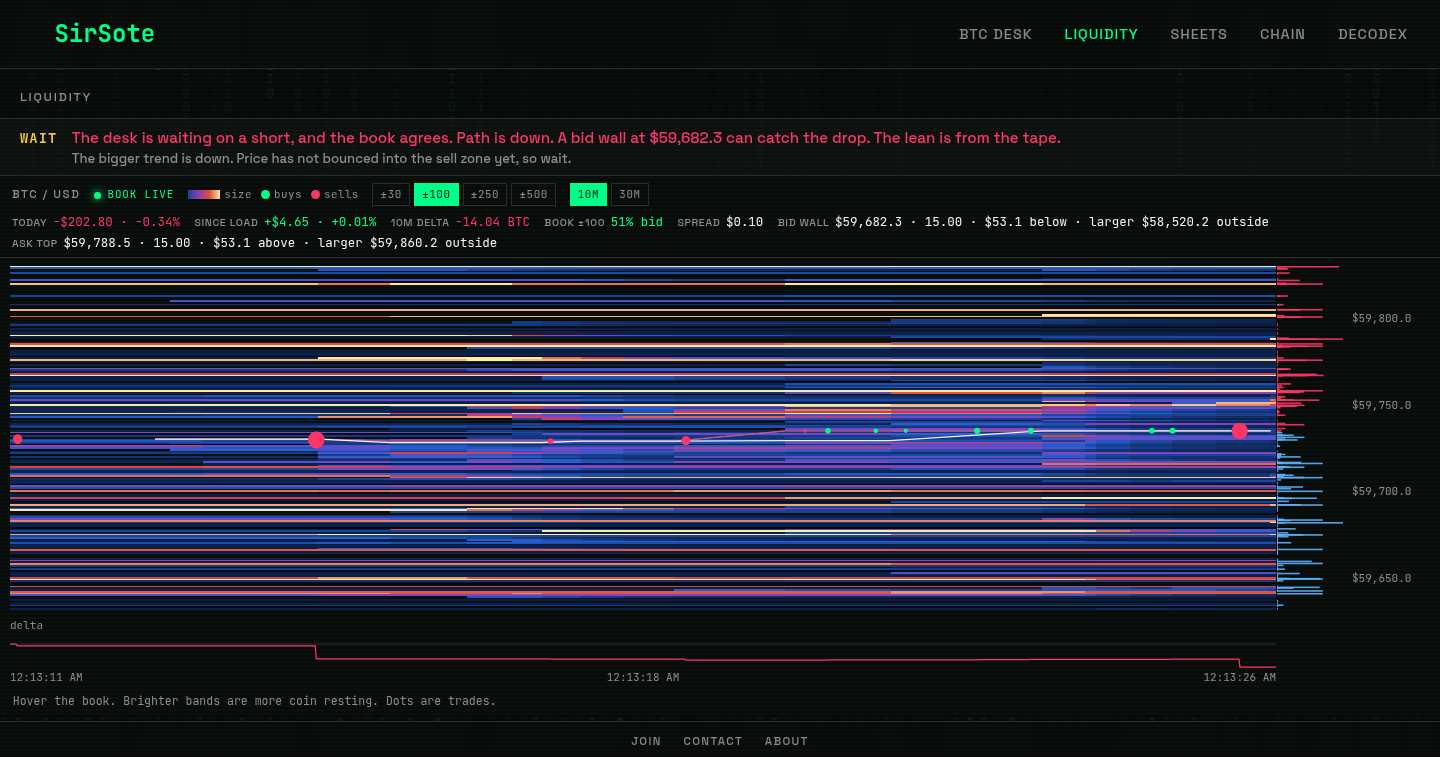 SirSote
BTC DESK LIQUIDITY SHEETS CHAIN DECODEX
LIQUIDITY
WAIT The desk is waiting on a short, and the book agrees. Path is down. A bid wall at $59,682.3 can catch the drop. The lean is from the tape.
The bigger trend is down. Price has not bounced into the sell zone yet, so wait.
BTC / USD BOOK LIVE size buys sells ±30 ±100 ±250 ±500 10M 30M
TODAY -$202.80 · -0.34% SINCE LOAD +$4.65 · +0.01% 10M DELTA -14.04 BTC BOOK ±100 51% bid SPREAD $0.10 BID WALL $59,682.3 · 15.00 · $53.1 below · larger $58,520.2 outside
ASK TOP $59,788.5 · 15.00 · $53.1 above · larger $59,860.2 outside
$59,800.0
$59,750.0
$59,700.0
$59,650.0
delta
12:13:11 AM 12:13:18 AM 12:13:26 AM
Hover the book. Brighter bands are more coin resting. Dots are trades.
JOIN CONTACT ABOUT